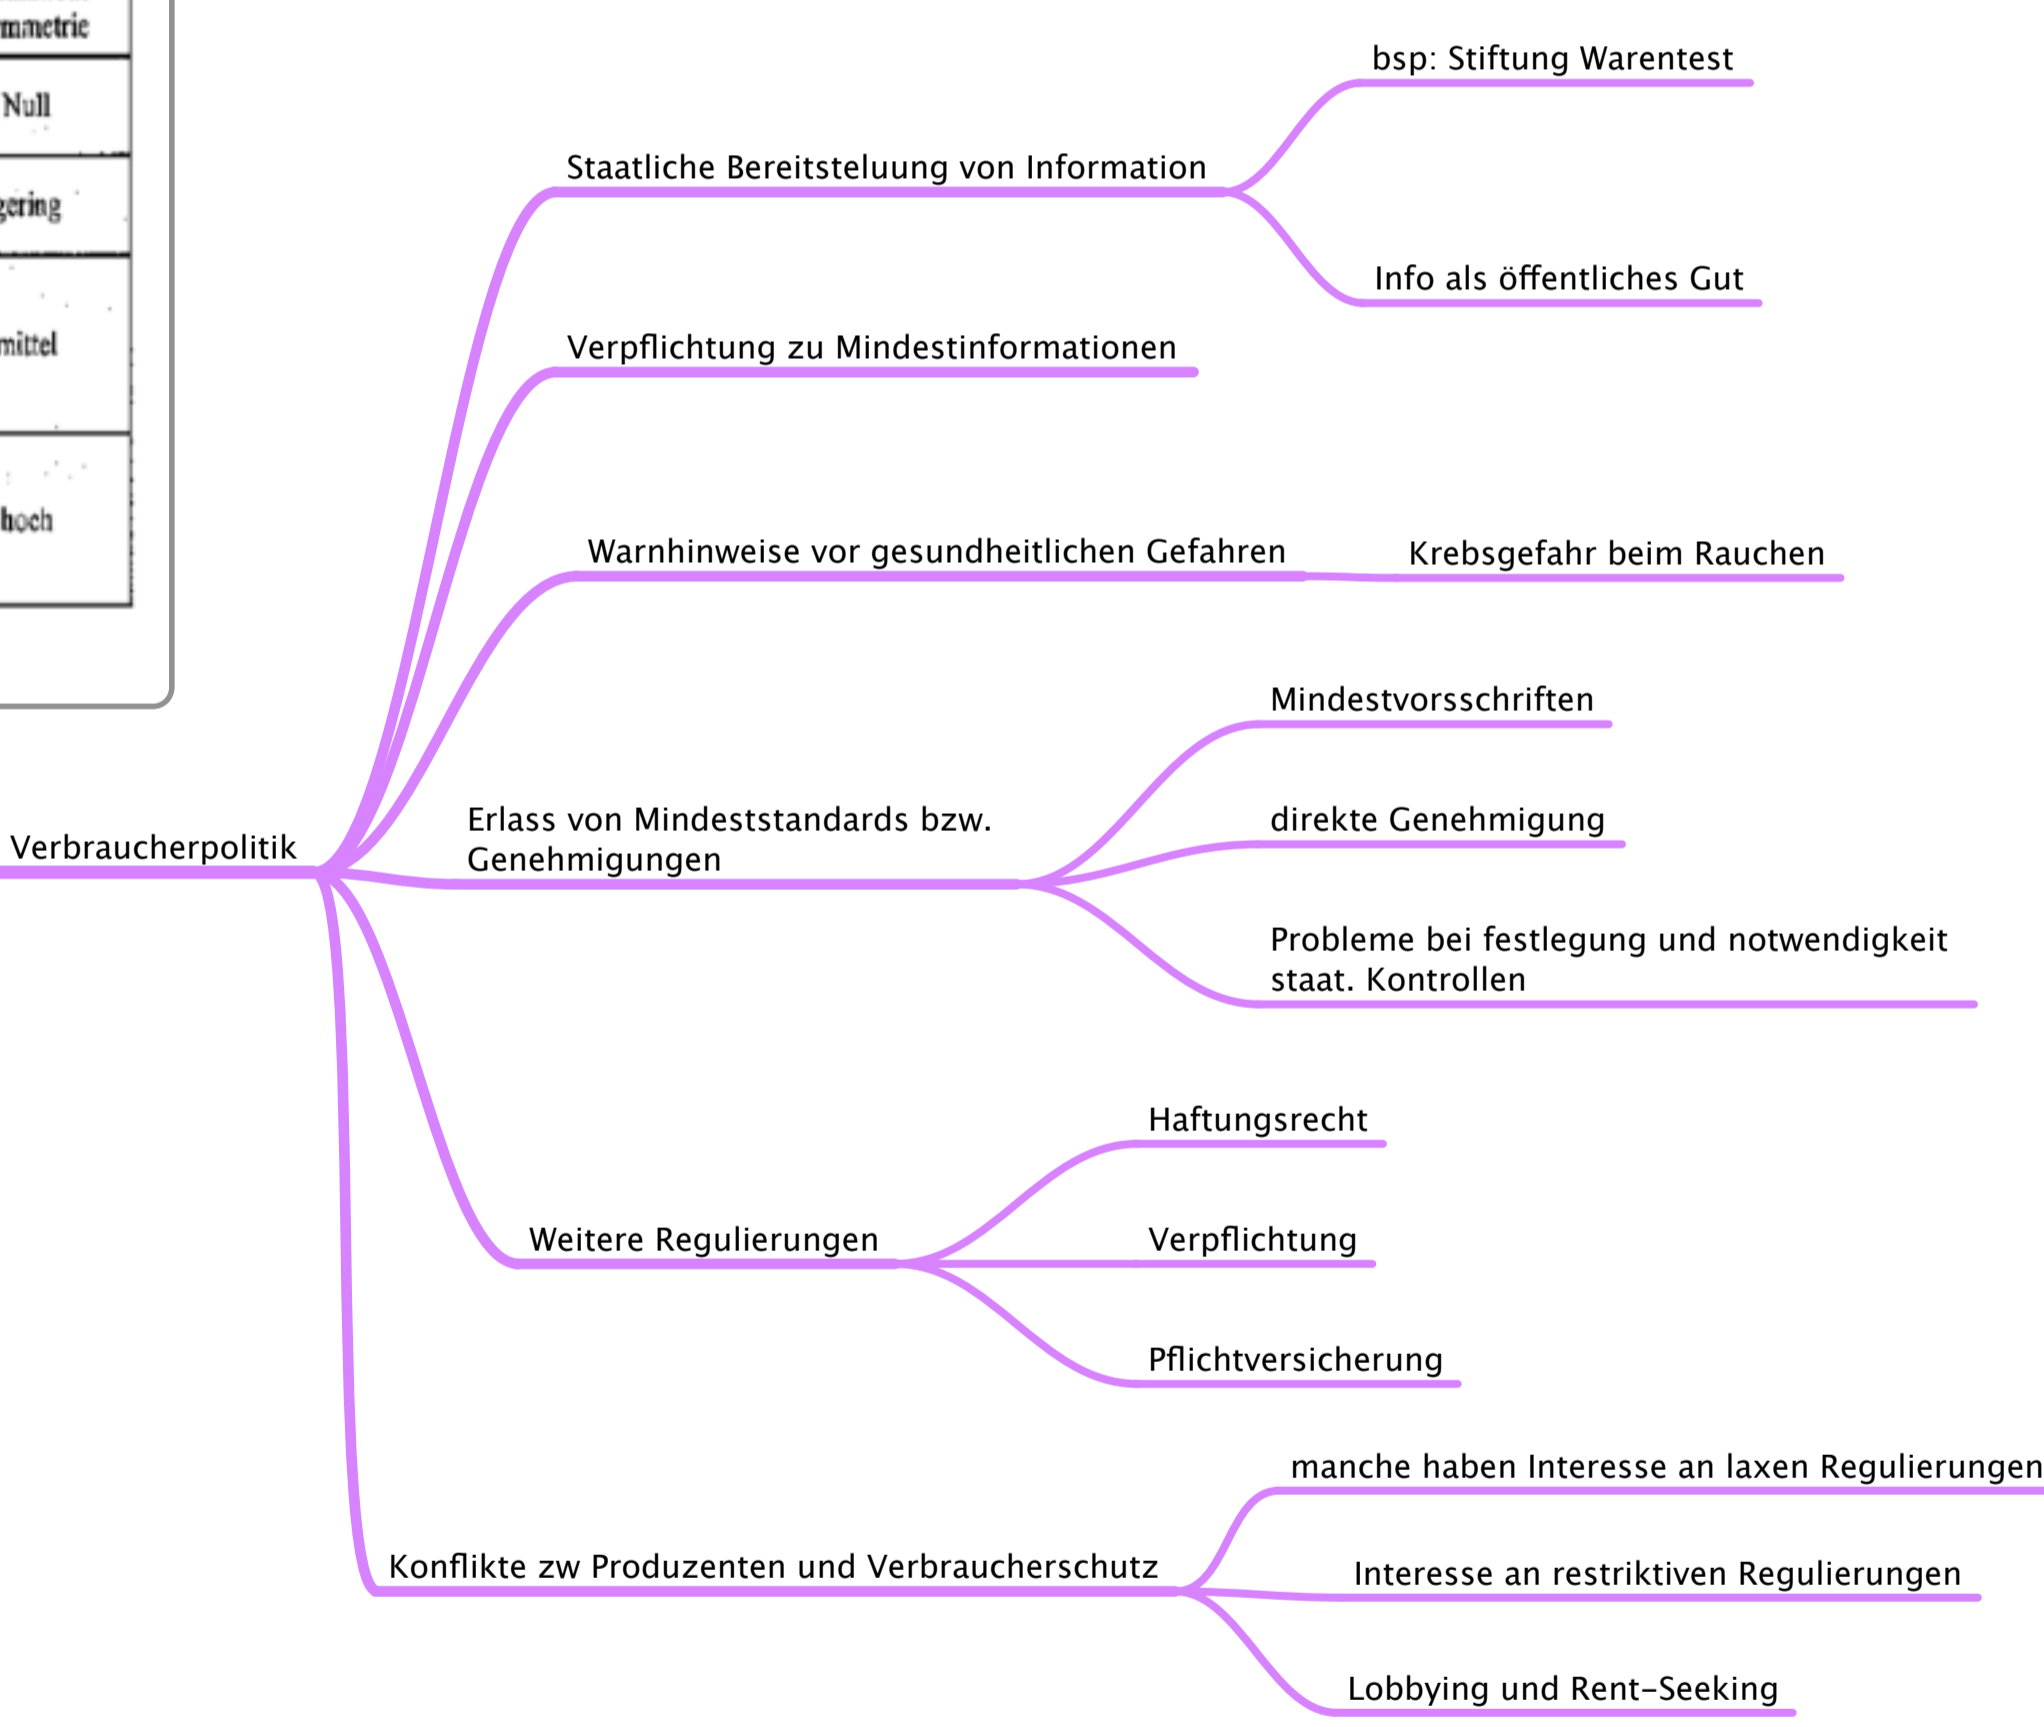 Null
gering
mittel
hoch
bsp: Stiftung Warentest
Staatliche Bereitsteluung von Information
Info als öffentliches Gut
Verpflichtung zu Mindestinformationen
Warnhinweise vor gesundheitlichen Gefahren
Krebsgefahr beim Rauchen
Mindestvorsschriften
Erlass von Mindeststandards bzw.
Genehmigungen
direkte Genehmigung
Verbraucherpolitik
Probleme bei festlegung und notwendigkeit
staat. Kontrollen
Haftungsrecht
Weitere Regulierungen
Verpflichtung
Pflichtversicherung
manche haben Interesse an laxen Regulierungen
Konflikte zw Produzenten und Verbraucherschutz
Interesse an restriktiven Regulierungen
Lobbying und Rent-Seeking